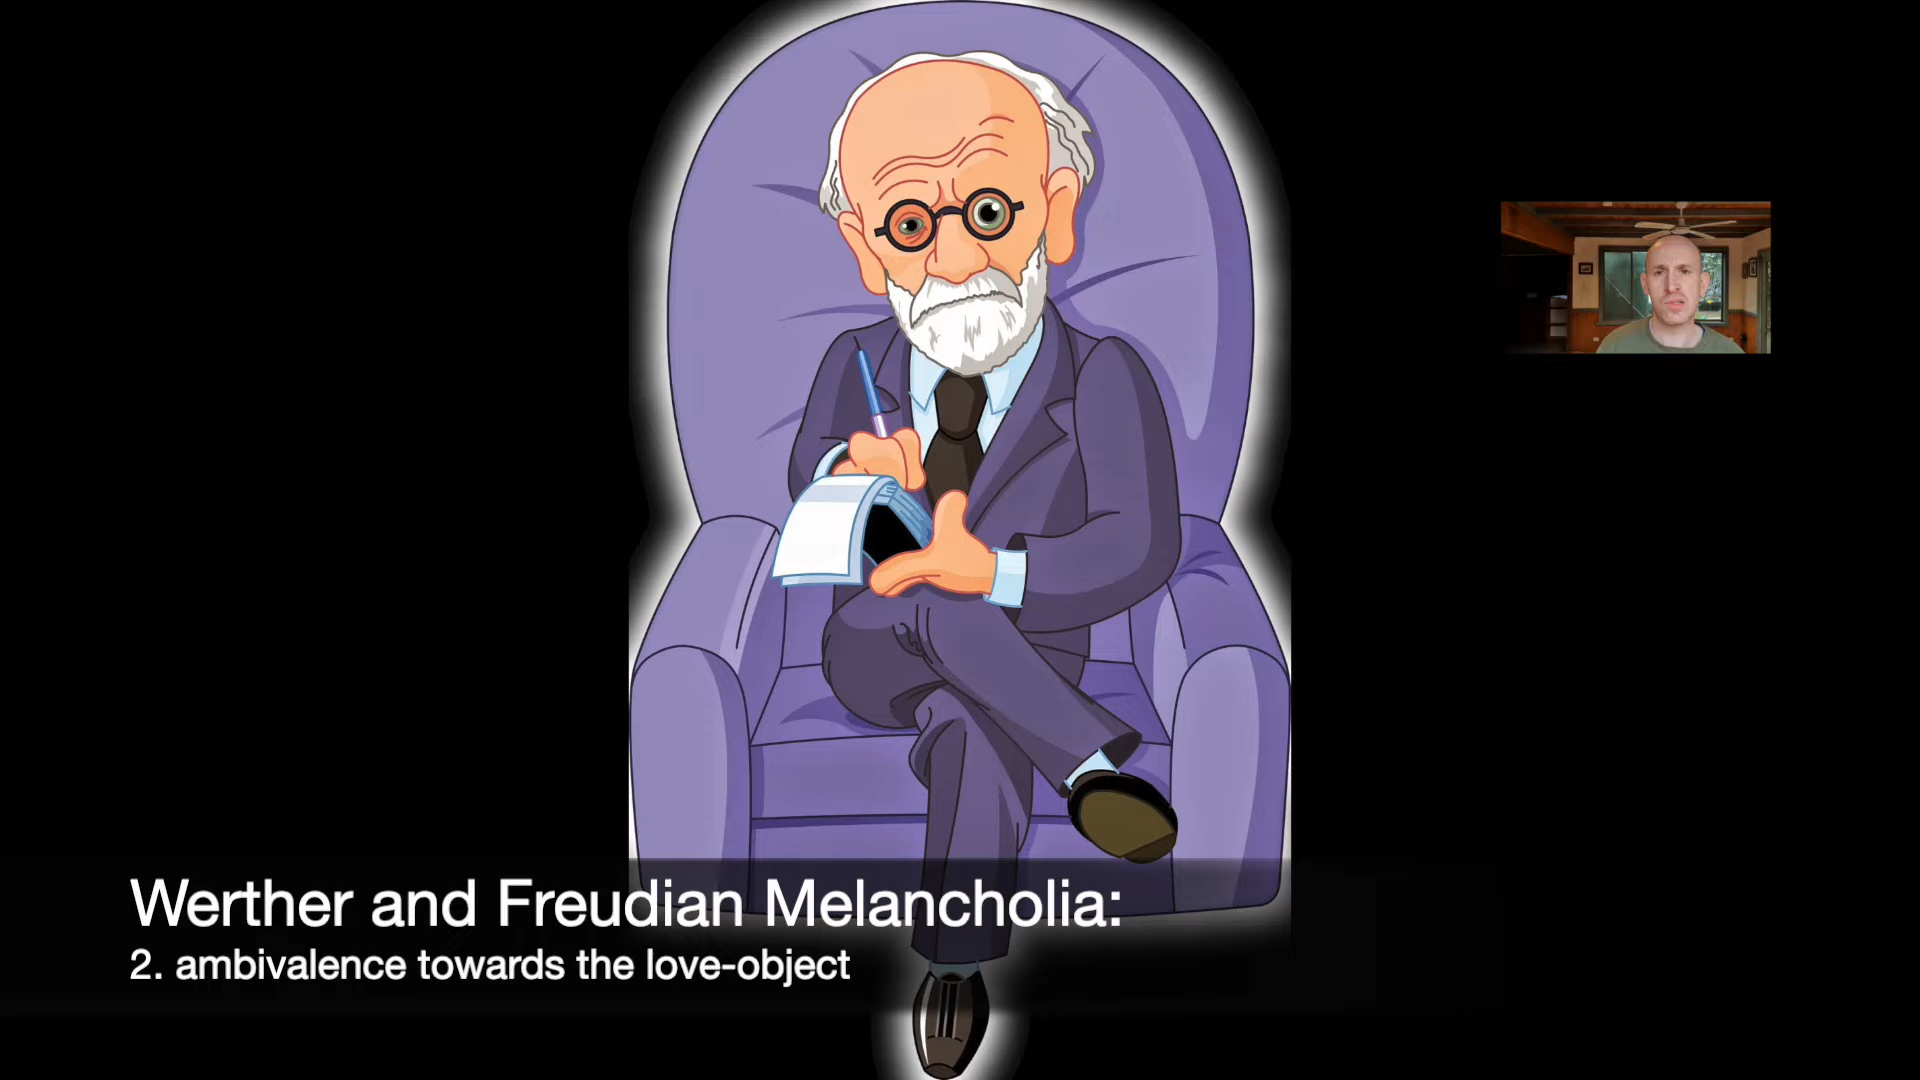 Werther and Freudian Melancholia:
2. ambivalence towards the love-object